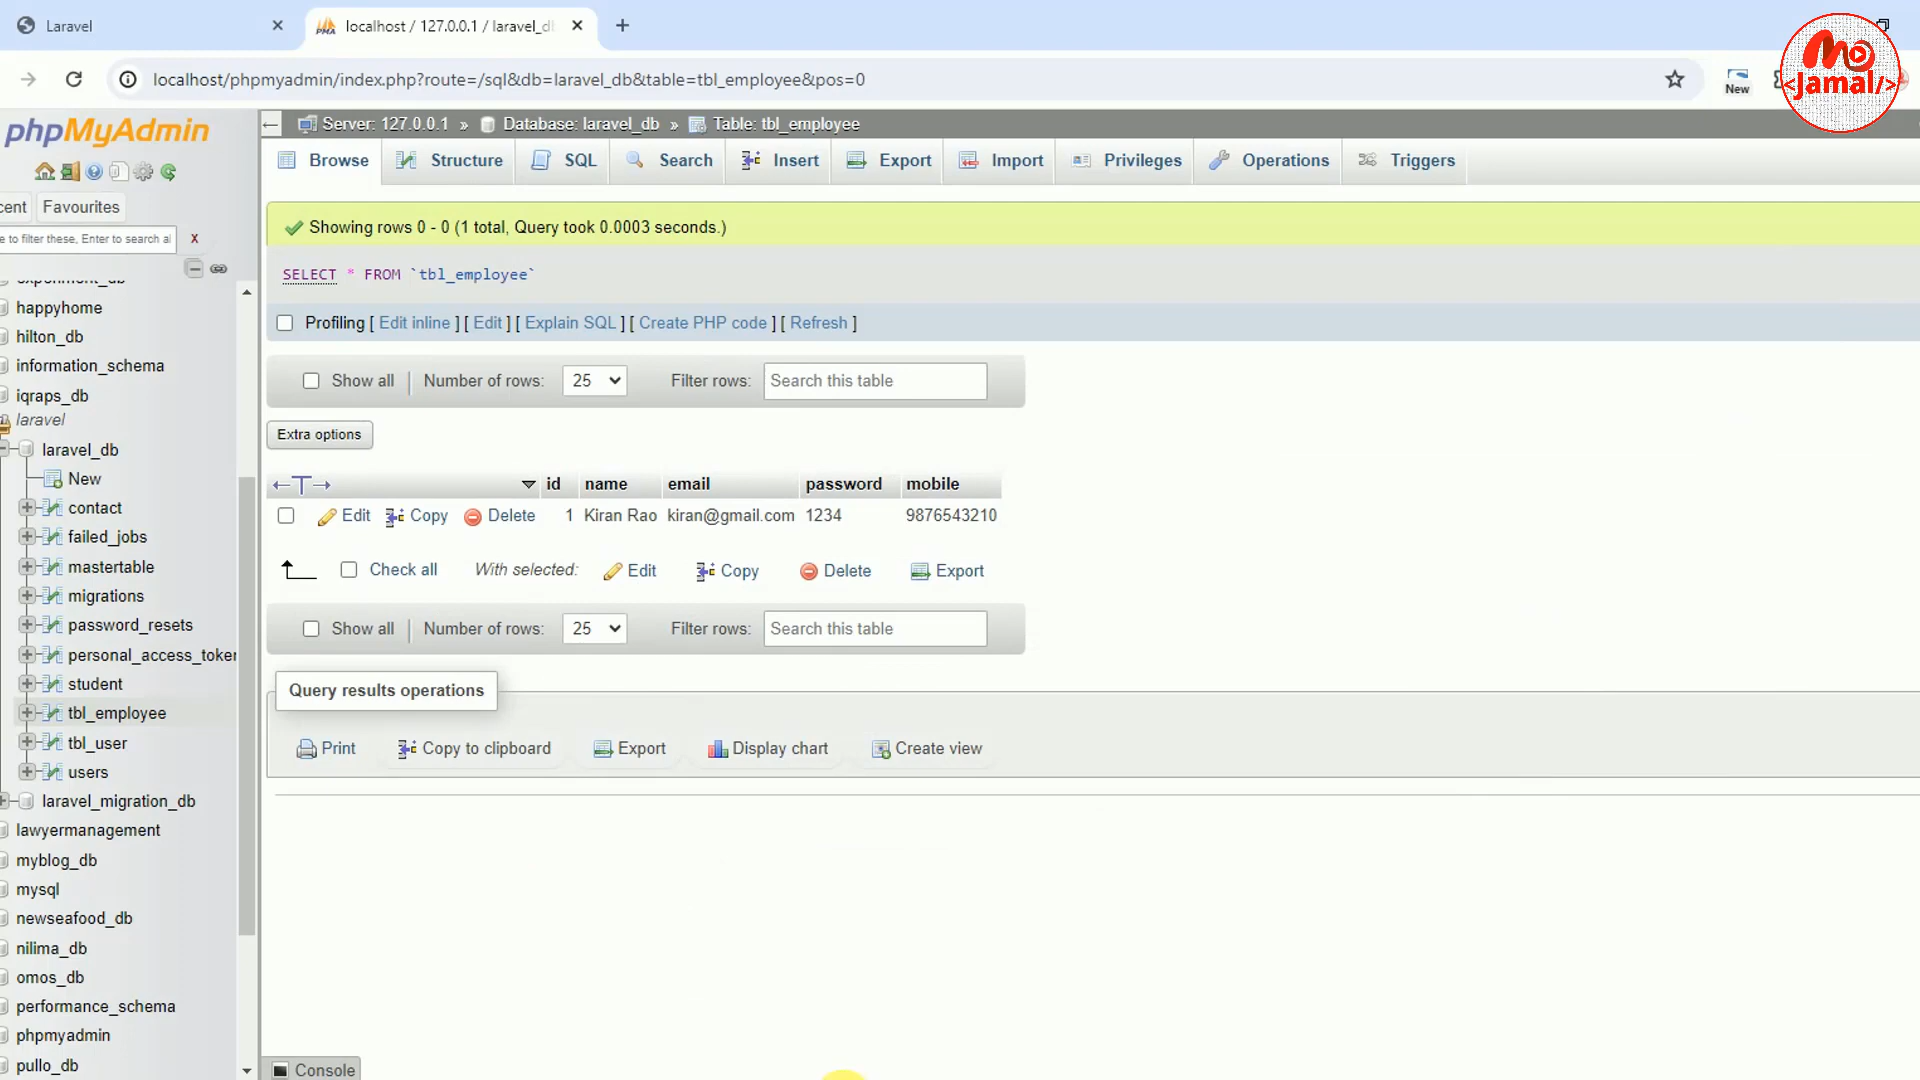 Laravel
localhost / 127.0.0.1 / laravel_d
localhost/phpmyadmin/index.php?route=/sql&db=laravel_db&table=tbl_employee&pos=0
New
Mo
<Jamal/>
phpMyAdmin
Server: 127.0.0.1 » Database: laravel_db » Table: tbl_employee
Browse Structure SQL Search Insert Export Import Privileges Operations Triggers
cent Favourites
e to filter these, Enter to search al X
happyhome
hilton_db
information_schema
iqraps_db
laravel
laravel_db
New
contact
failed_jobs
mastertable
migrations
password_resets
personal_access_token
student
tbl_employee
tbl_user
users
laravel_migration_db
lawyermanagement
myblog_db
mysql
newseafood_db
nilima_db
omos_db
performance_schema
phpmyadmin
pullo_db
Showing rows 0 - 0 (1 total, Query took 0.0003 seconds.)
SELECT * FROM `tbl_employee`
Profiling [ Edit inline ] [ Edit ] [ Explain SQL ] [ Create PHP code ] [ Refresh ]
Show all | Number of rows: 25 Filter rows: Search this table
Extra options
←T→ id name email password mobile
Edit Copy Delete 1 Kiran Rao kiran@gmail.com 1234 9876543210
Check all With selected: Edit Copy Delete Export
Show all | Number of rows: 25 Filter rows: Search this table
Query results operations
Print Copy to clipboard Export Display chart Create view
Console